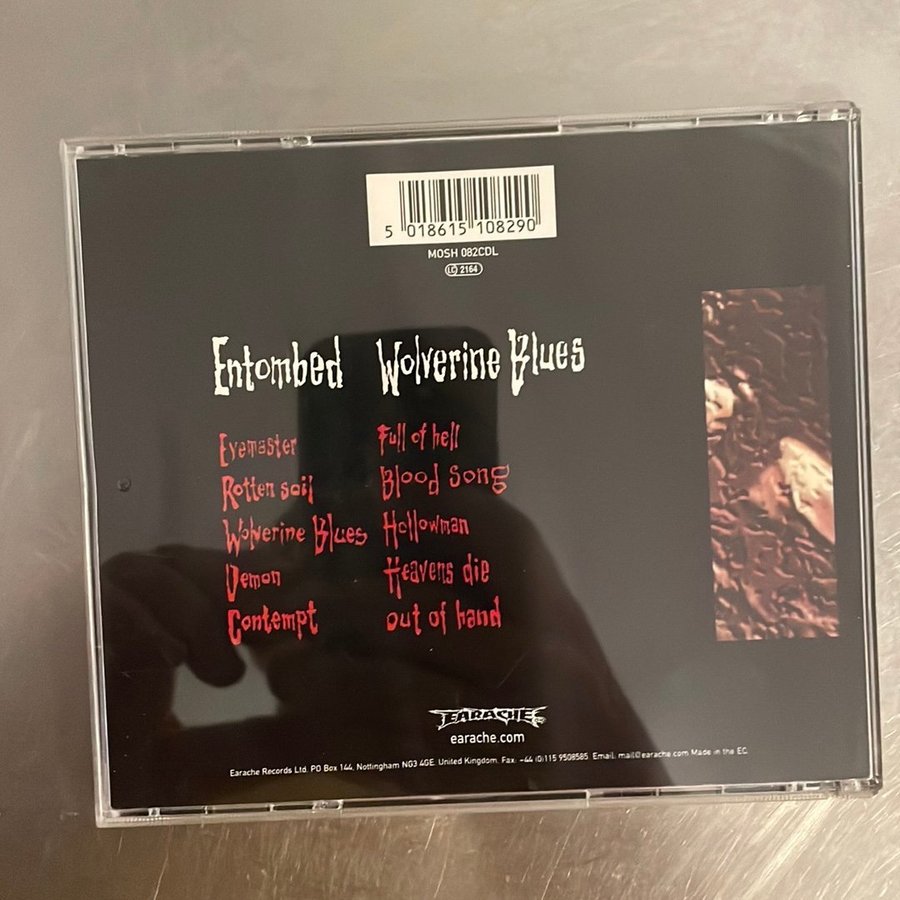 5 018615 108290
MOSH 082CDL
LC 2164
Entombed Wolverine Blues
Eyemaster
Rotten soil
Wolverine Blues
Demon
Contempt
Full of hell
Blood song
Hollowman
Heavens die
out of hand
EARACHE
earache.com
Earache Records Ltd. PO Box 144, Nottingham NG3 4GE. United Kingdom. Fax: +44 (0)115 9508585 Email: mail@earache.com Made in the EC